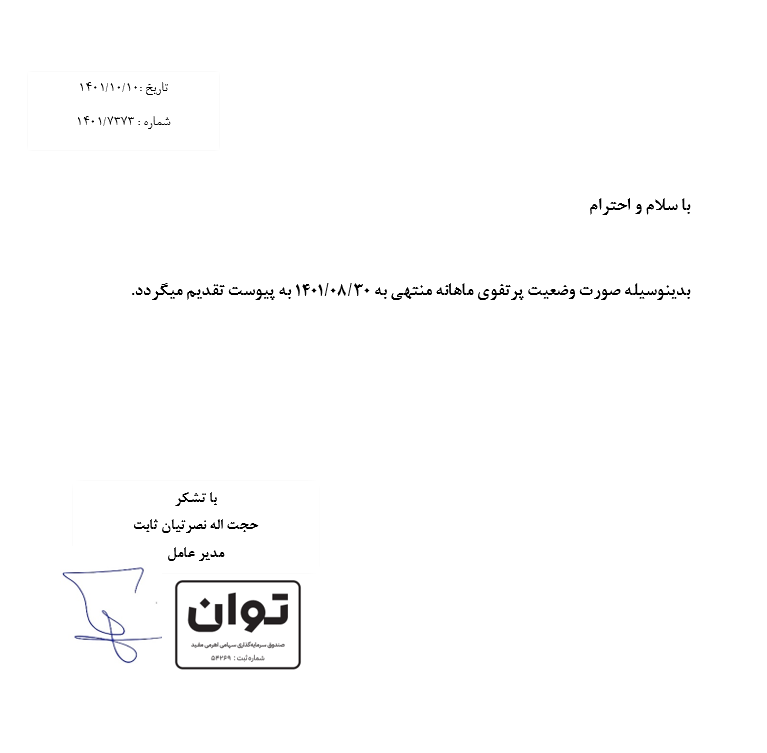 تاریخ :۱۴۰۱/۱۰/۱۰
شماره : ۱۴۰۱/۷۳۷۳
با سلام و احترام
بدینوسیله صورت وضعیت پرتفوی ماهانه منتهی به ۱۴۰۱/۰۸/۳۰ به پیوست تقدیم میگردد.
با تشکر
حجت اله نصرتیان ثابت
مدیر عامل
توان
صندوق سرمایه‌گذاری سهامی اهرمی مفید
شماره ثبت : ۵۴۲۶۹